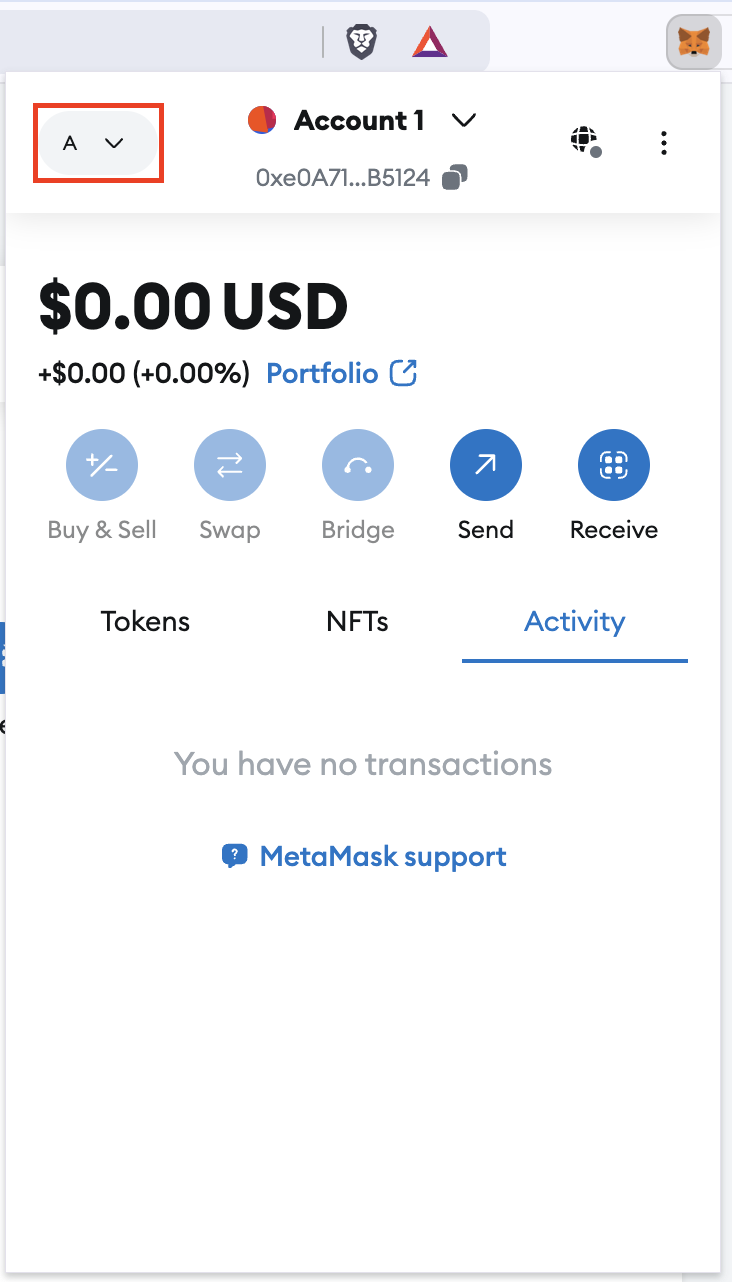 A
Account 1
0xe0A71...B5124
$0.00 USD
+$0.00 (+0.00%) Portfolio
Buy & Sell Swap Bridge Send Receive
Tokens NFTs Activity
You have no transactions
MetaMask support